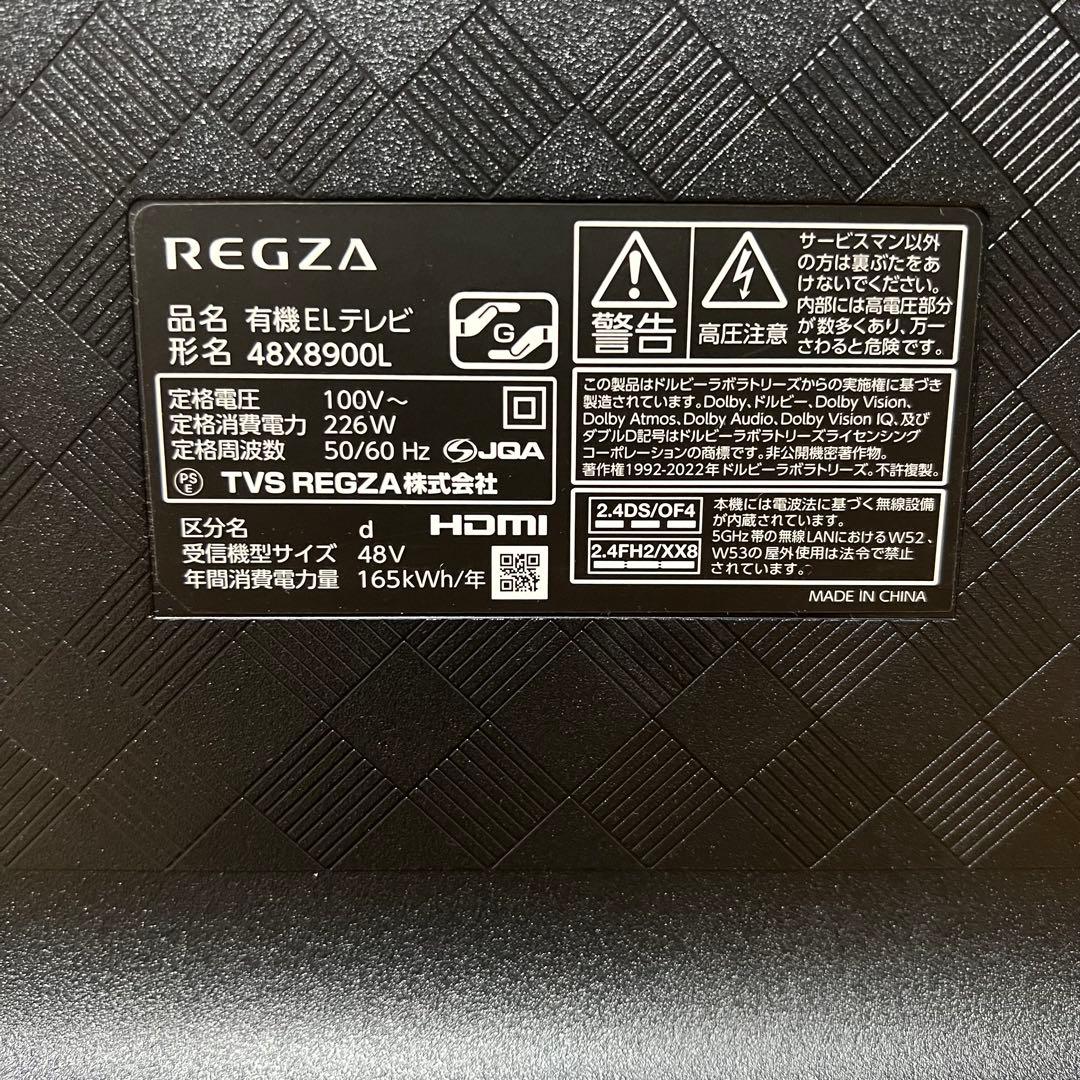 REGZA
品名 有機ELテレビ
形名 48X8900L
G
定格電圧 100V～
定格消費電力 226W
定格周波数 50/60 Hz JQA
PS
E
TVS REGZA株式会社
区分名 d HDMI
受信機型サイズ 48V
年間消費電力量 165kWh/年
警告
高圧注意
サービスマン以外
の方は裏ぶたをあ
けないでください。
内部には高電圧部分
が数多くあり、万一
さわると危険です。
この製品はドルビーラボラトリーズからの実施権に基づき
製造されています。Dolby、ドルビー、Dolby Vision、
Dolby Atmos、Dolby Audio、Dolby Vision IQ、及び
ダブルD記号はドルビーラボラトリーズライセンシング
コーポレーションの商標です。非公開機密著作物。
著作権1992-2022年ドルビーラボラトリーズ。不許複製。
2.4DS/OF4
2.4FH2/XX8
本機には電波法に基づく無線設備
が内蔵されています。
5GHz帯の無線LANにおけるW52、
W53の屋外使用は法令で禁止
されています。
MADE IN CHINA